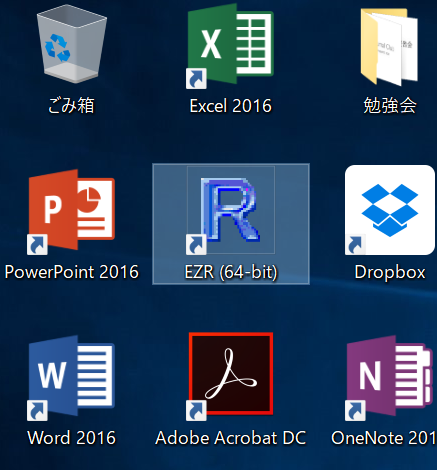 ごみ箱
Excel 2016
勉強会
PowerPoint 2016
EZR (64-bit)
Dropbox
Word 2016
Adobe Acrobat DC
OneNote 201